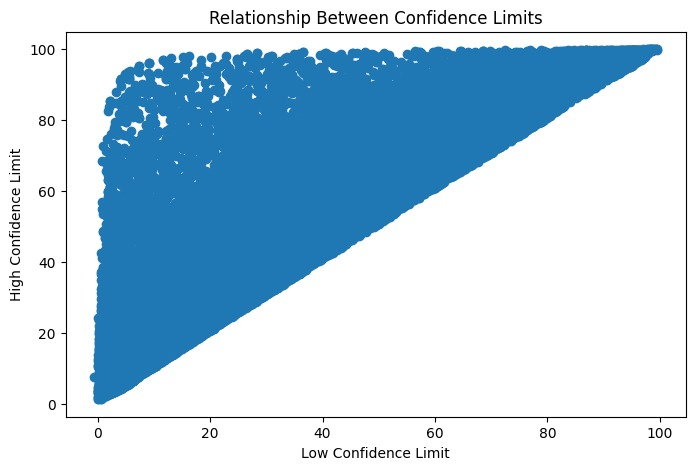 Relationship Between Confidence Limits
100
80
60
40
20
0
High Confidence Limit
0 20 40 60 80 100
Low Confidence Limit